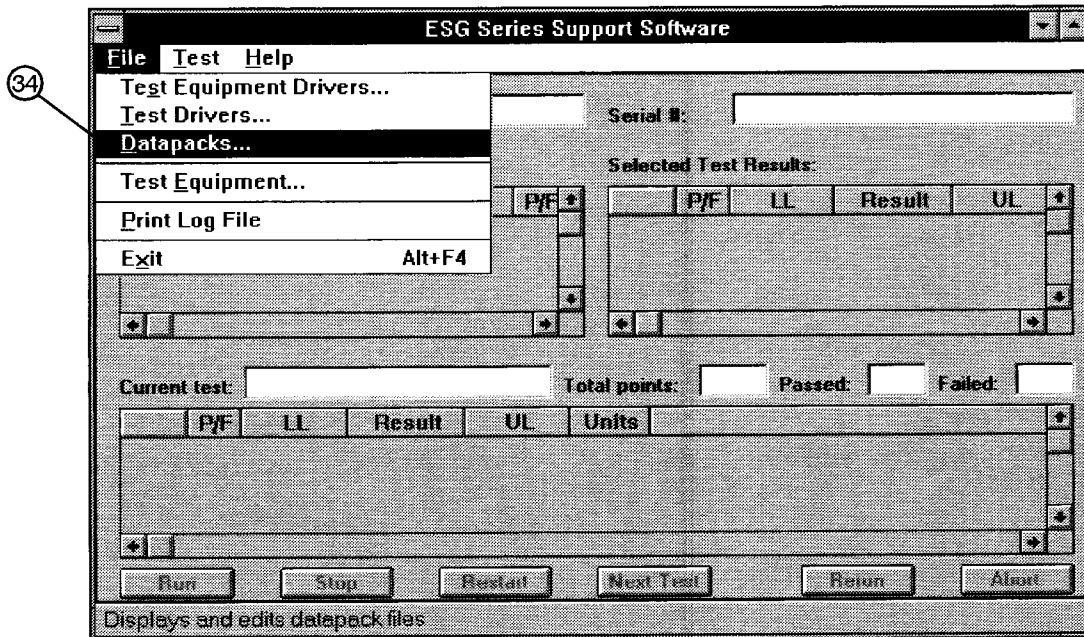 ESG Series Support Software
File Test Help
34
Test Equipment Drivers...
Test Drivers...
Datapacks...
Test Equipment...
Print Log File
Exit Alt+F4
Serial #:
Selected Test Results:
P/F
P/F LL Result UL
Current test: Total points: Passed: Failed:
P/F LL Result UL Units
Run Stop Restart Next Test Rerun Abort
Displays and edits datapack files